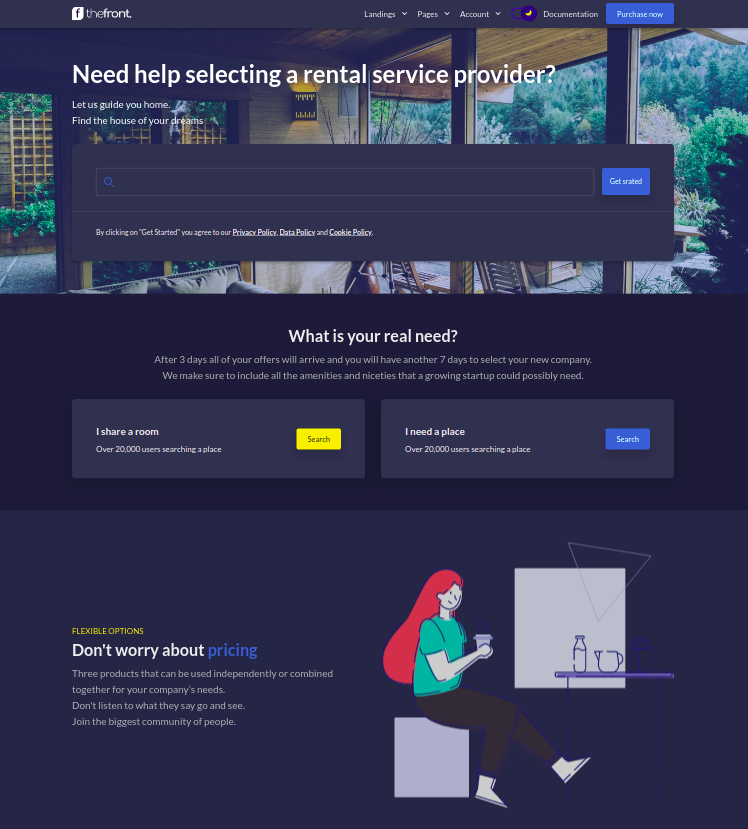 f thefront.
Landings Pages Account Documentation Purchase now
Need help selecting a rental service provider?
Let us guide you home.
Find the house of your dreams
Get srated
By clicking on "Get Started" you agree to our Privacy Policy, Data Policy and Cookie Policy.
What is your real need?
After 3 days all of your offers will arrive and you will have another 7 days to select your new company.
We make sure to include all the amenities and niceties that a growing startup could possibly need.
I share a room
Over 20,000 users searching a place
Search
I need a place
Over 20,000 users searching a place
Search
FLEXIBLE OPTIONS
Don't worry about pricing
Three products that can be used independently or combined
together for your company's needs.
Don't listen to what they say go and see.
Join the biggest community of people.